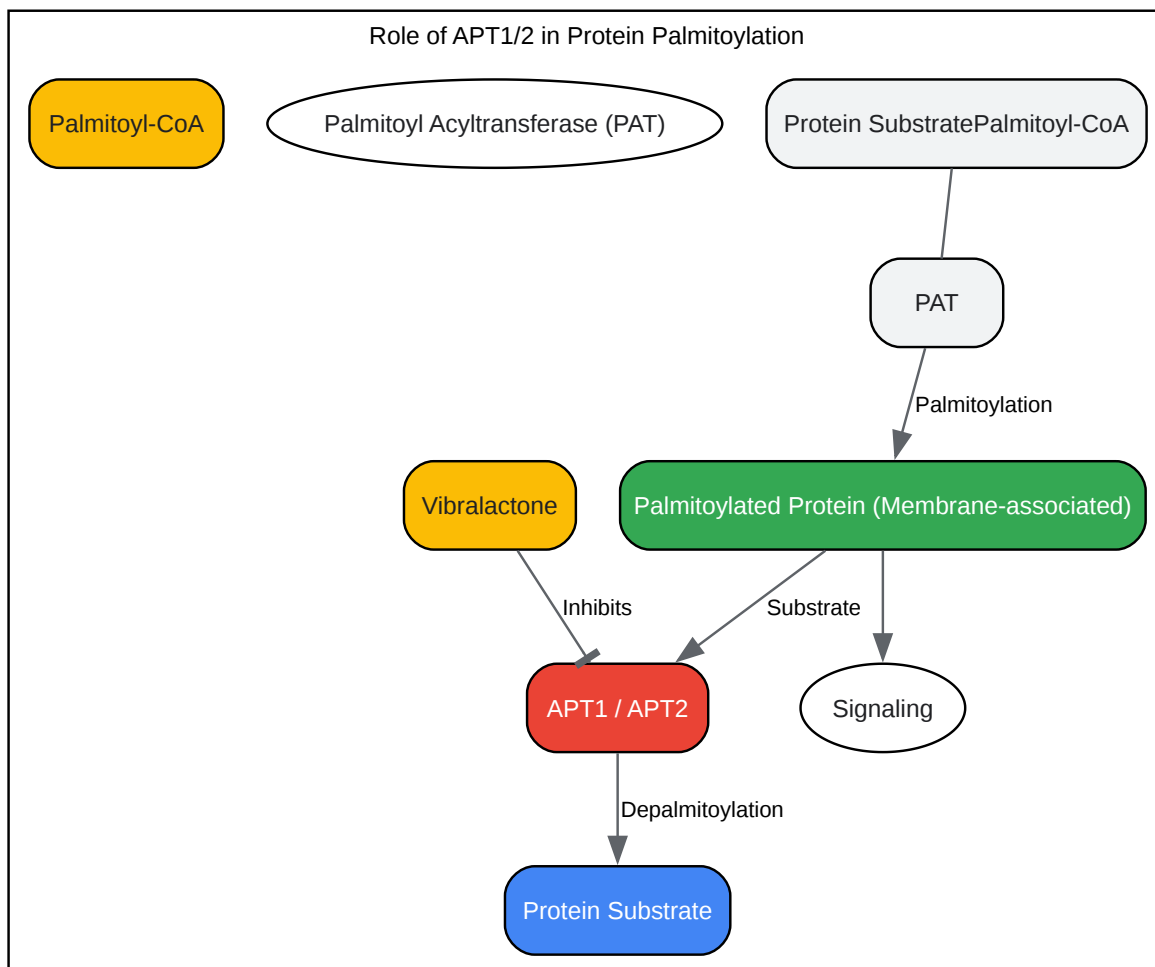 Role of APT1/2 in Protein Palmitoylation
Palmitoyl-CoA
Palmitoyl Acyltransferase (PAT)
Protein SubstratePalmitoyl-CoA
PAT
Palmitoylation
Vibralactone
Palmitoylated Protein (Membrane-associated)
Inhibits
Substrate
APT1 / APT2
Signaling
Depalmitoylation
Protein Substrate